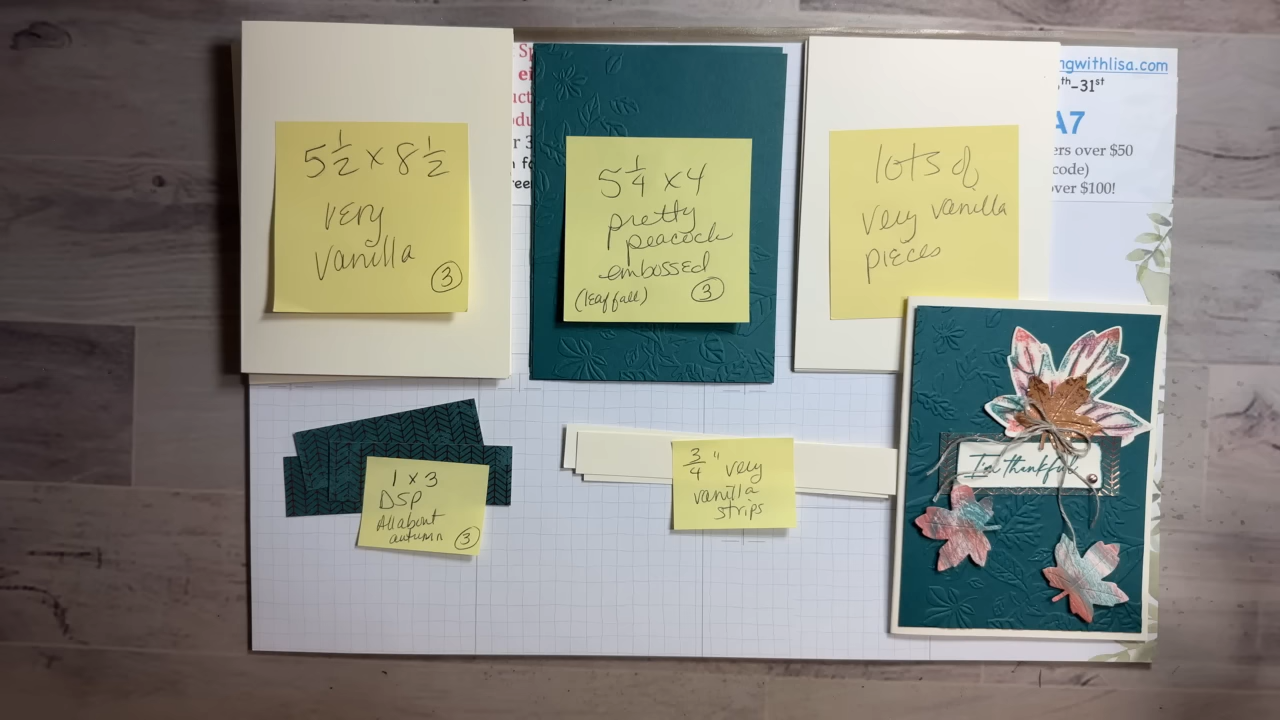 5 1/2 x 8 1/2
very
vanilla
3
5 1/4 x 4
pretty
peacock
embossed
(leaf fall)
3
lots of
very vanilla
pieces
ngwithlisa.com
th-31st
A7
ers over $50
code)
over $100!
1 x 3
DSP
All about
autumn
3
3/4" very
vanilla
strips
I'm thankful